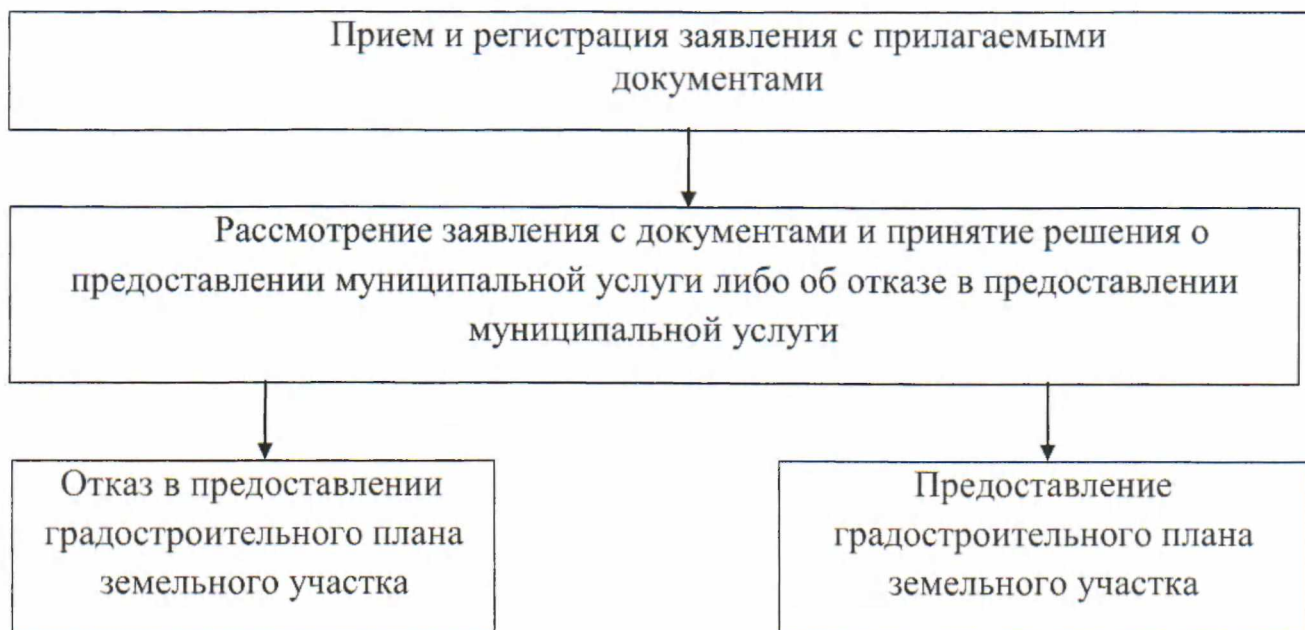 Прием и регистрация заявления с прилагаемыми
документами
Рассмотрение заявления с документами и принятие решения о
предоставлении муниципальной услуги либо об отказе в предоставлении
муниципальной услуги
Отказ в предоставлении
градостроительного плана
земельного участка
Предоставление
градостроительного плана
земельного участка